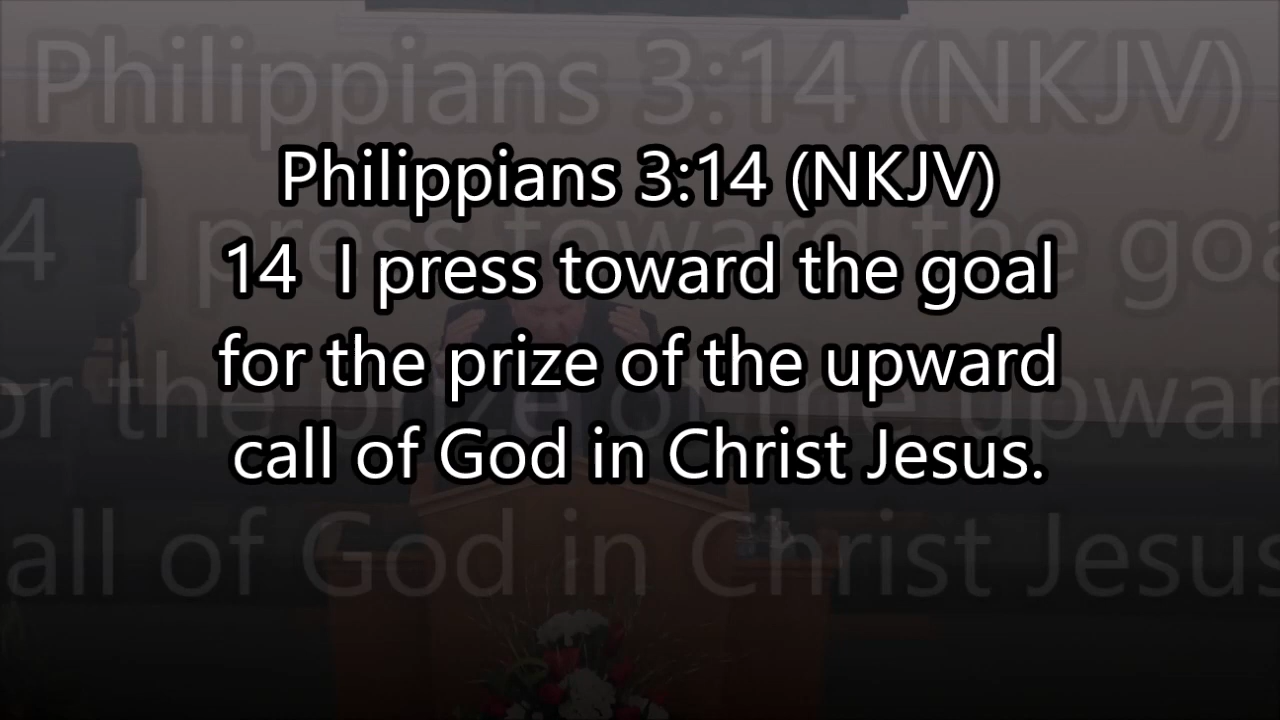 Philippians 3:14 (NKJV)
14 I press toward the goal
for the prize of the upward
call of God in Christ Jesus.